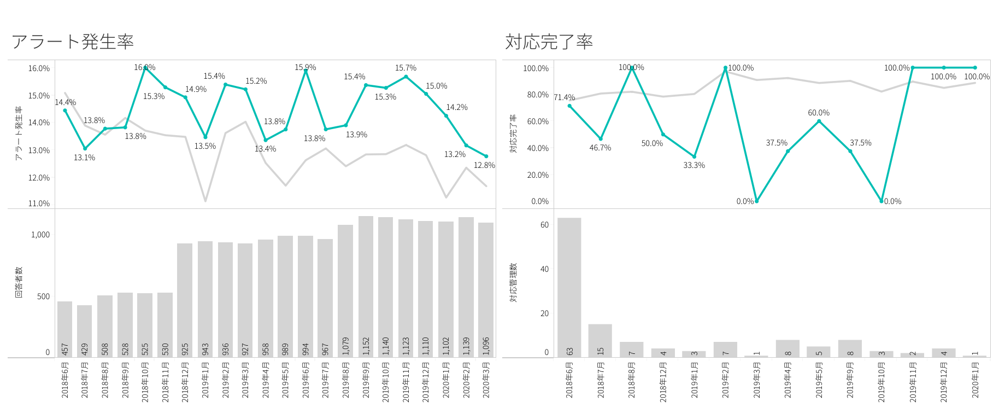 アラート発生率
16.0%
15.0%
14.0%
13.0%
12.0%
11.0%
アラート発生率
14.4%
13.1%
13.8%
13.8%
16.0%
15.3%
14.9%
13.5%
15.4%
15.2%
13.4%
13.8%
15.9%
13.8%
13.9%
15.4%
15.3%
15.7%
15.0%
14.2%
13.2%
12.8%
1,000
500
0
回答者数
457
429
508
528
525
530
925
943
936
927
958
989
994
967
1,079
1,152
1,140
1,123
1,110
1,102
1,139
1,096
2018年6月
2018年7月
2018年8月
2018年9月
2018年10月
2018年11月
2018年12月
2019年1月
2019年2月
2019年3月
2019年4月
2019年5月
2019年6月
2019年7月
2019年8月
2019年9月
2019年10月
2019年11月
2019年12月
2020年1月
2020年2月
2020年3月
対応完了率
100.0%
80.0%
60.0%
40.0%
20.0%
0.0%
対応完了率
71.4%
46.7%
100.0%
50.0%
33.3%
100.0%
0.0%
37.5%
60.0%
37.5%
0.0%
100.0%
100.0%
100.0%
60
40
20
0
対応管理数
63
15
7
4
3
7
1
8
5
8
3
2
4
1
2018年6月
2018年7月
2018年8月
2018年12月
2019年1月
2019年2月
2019年3月
2019年4月
2019年5月
2019年9月
2019年10月
2019年11月
2019年12月
2020年1月